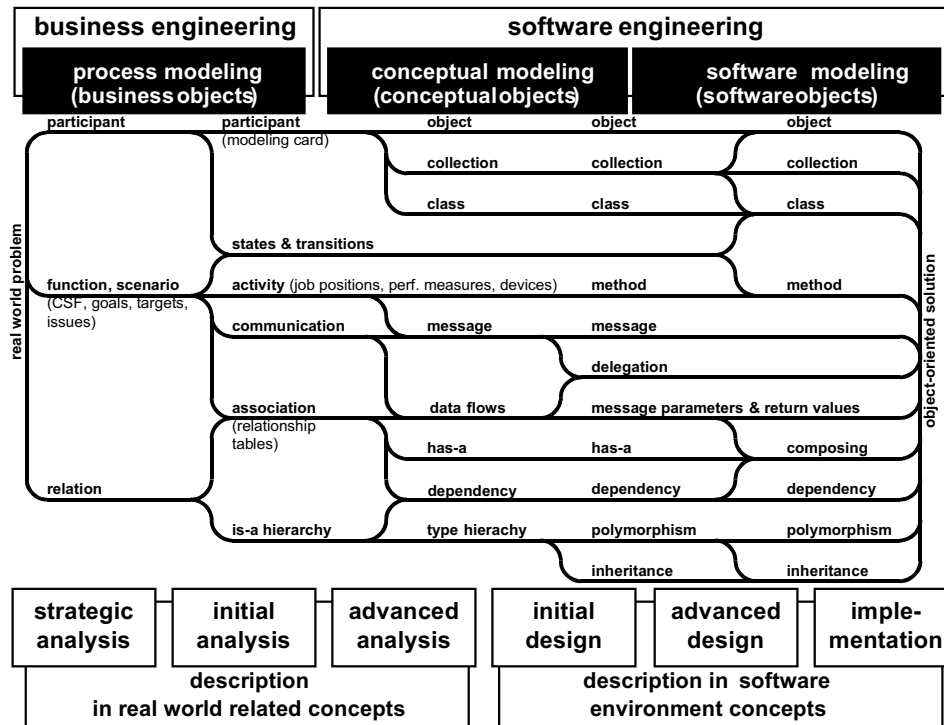 business engineering
software engineering
process modeling
(business objects)
conceptual modeling
(conceptual objects)
software modeling
(software objects)
participant
participant
object
object
object
(modeling card)
collection
collection
collection
class
class
class
states & transitions
function, scenario
activity (job positions, perf. measures, devices)
method
method
(CSF, goals, targets,
issues)
communication
message
message
delegation
association
data flows
message parameters & return values
(relationship
tables)
has-a
has-a
composing
relation
dependency
dependency
dependency
is-a hierarchy
type hierachy
polymorphism
polymorphism
inheritance
inheritance
real world problem
object-oriented solution
strategic
analysis
initial
analysis
advanced
analysis
initial
design
advanced
design
imple-
mentation
description
in real world related concepts
description in software
environment concepts